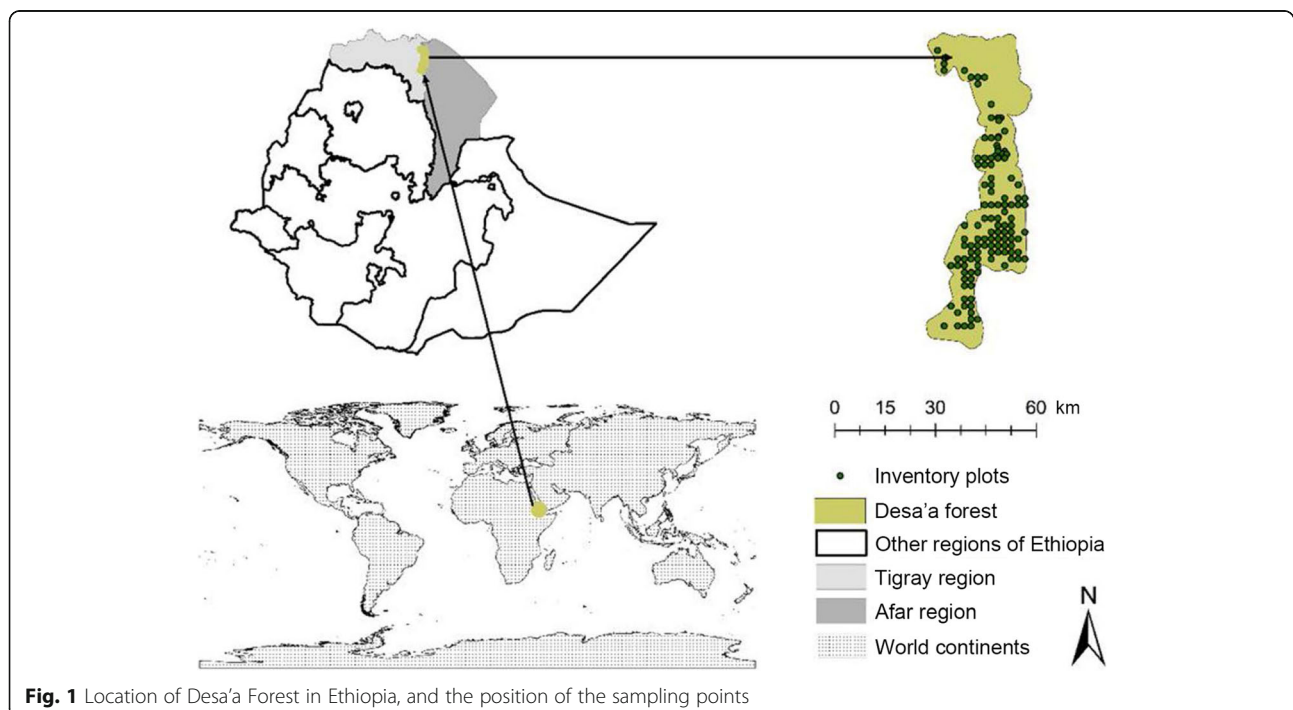 0 15 30 60 km
Inventory plots
Desa'a forest
Other regions of Ethiopia
Tigray region
Afar region
World continents
N
Fig. 1 Location of Desa'a Forest in Ethiopia, and the position of the sampling points